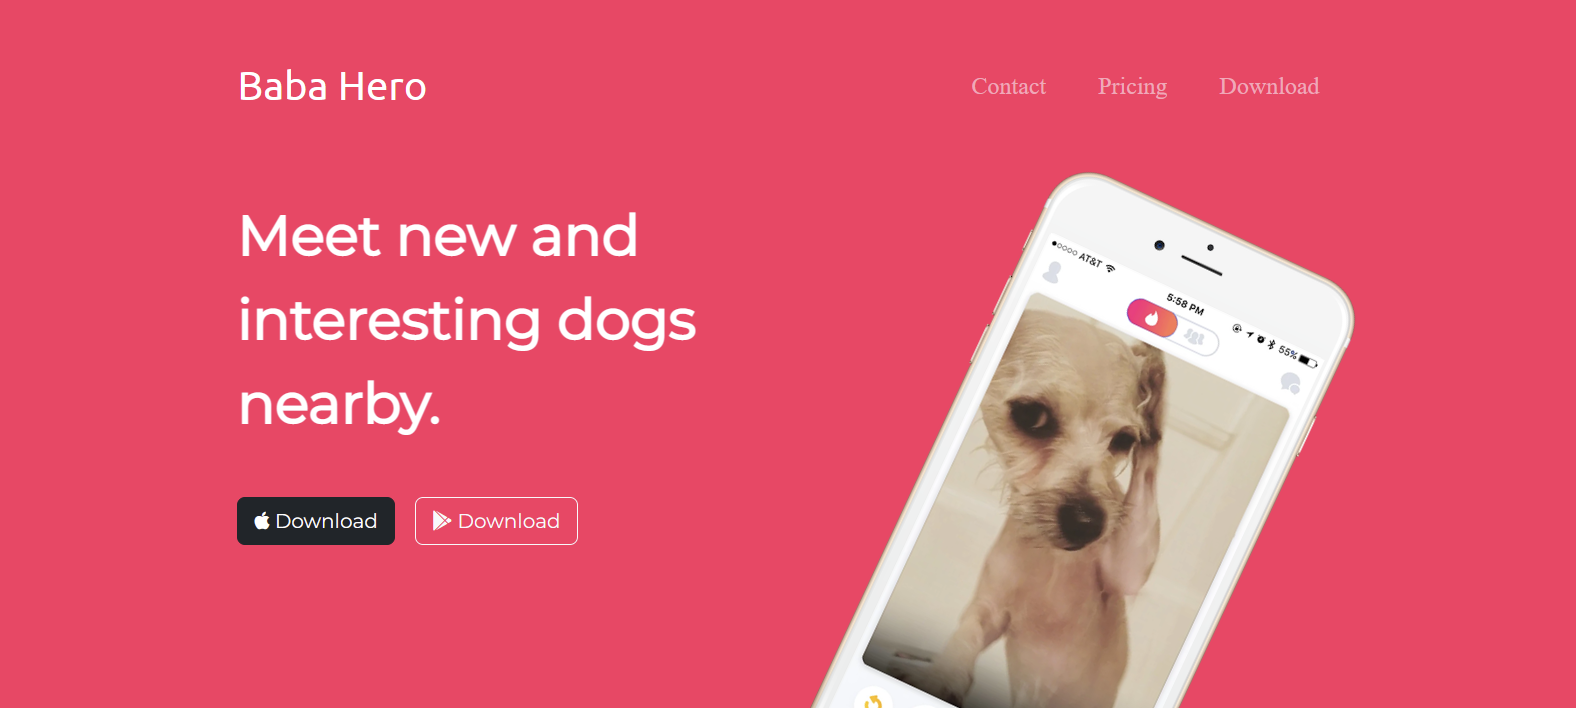 Baba Hero
Contact Pricing Download
Meet new and
interesting dogs
nearby.
Download Download
AT&T
5:58 PM
55%